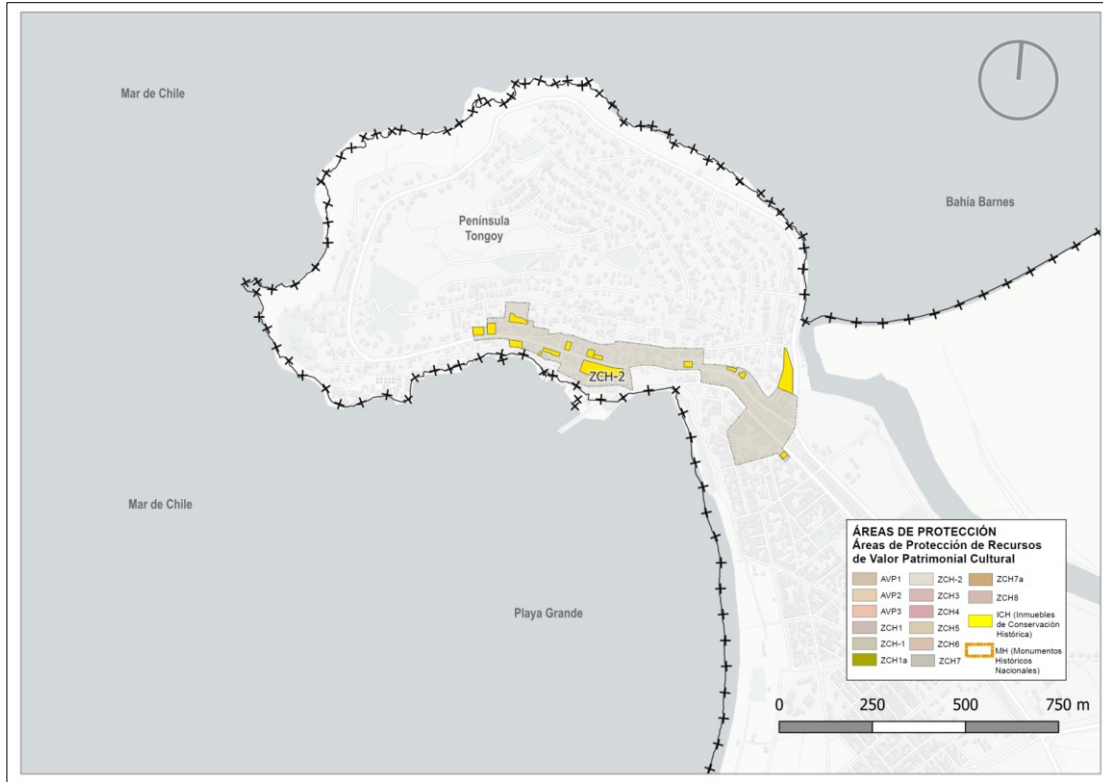 Mar de Chile
Bahía Barnes
Península
Tongoy
ZCH-2
Mar de Chile
Playa Grande
ÁREAS DE PROTECCIÓN
Áreas de Protección de Recursos
de Valor Patrimonial Cultural
AVP1
AVP2
AVP3
ZCH1
ZCH-1
ZCH1a
ZCH-2
ZCH3
ZCH4
ZCH5
ZCH6
ZCH7
ZCH7a
ZCH8
ICH (Inmuebles
de Conservación
Histórica)
MH (Monumentos
Históricos
Nacionales)
0 250 500 750 m